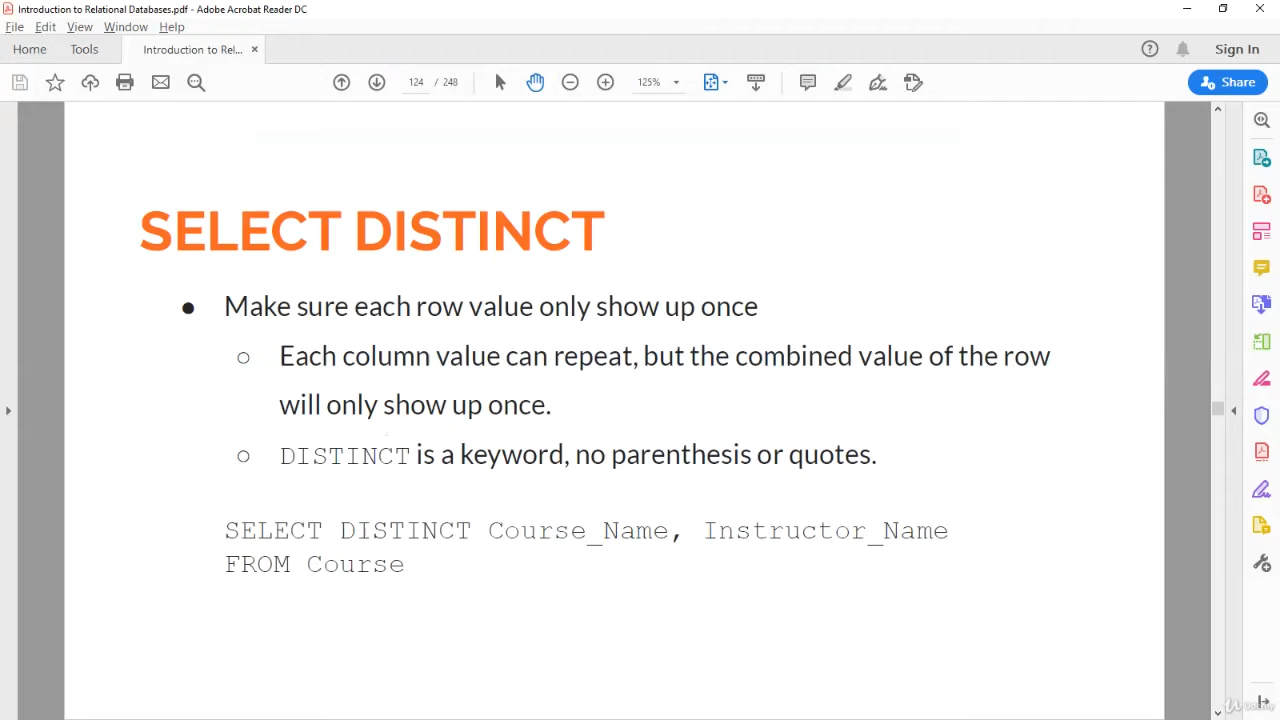 Introduction to Relational Databases.pdf - Adobe Acrobat Reader DC
File Edit View Window Help
Home Tools Introduction to Rel... × Sign In
124 / 248 125% Share
SELECT DISTINCT
● Make sure each row value only show up once
○ Each column value can repeat, but the combined value of the row
will only show up once.
○ DISTINCT is a keyword, no parenthesis or quotes.
SELECT DISTINCT Course_Name, Instructor_Name
FROM Course
Udemy